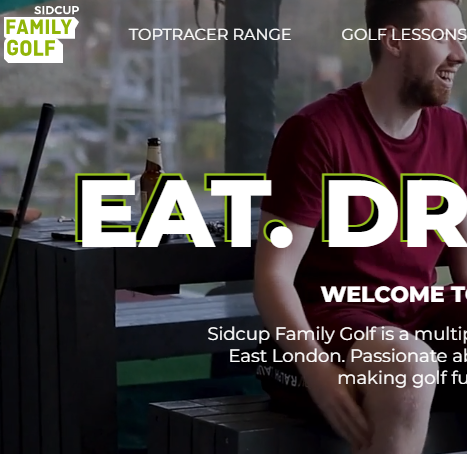 SIDCUP
FAMILY
GOLF
TOPTRACER RANGE
GOLF LESSONS
EAT. DR
WELCOME TO
Sidcup Family Golf is a multip
East London. Passionate ab
making golf fu